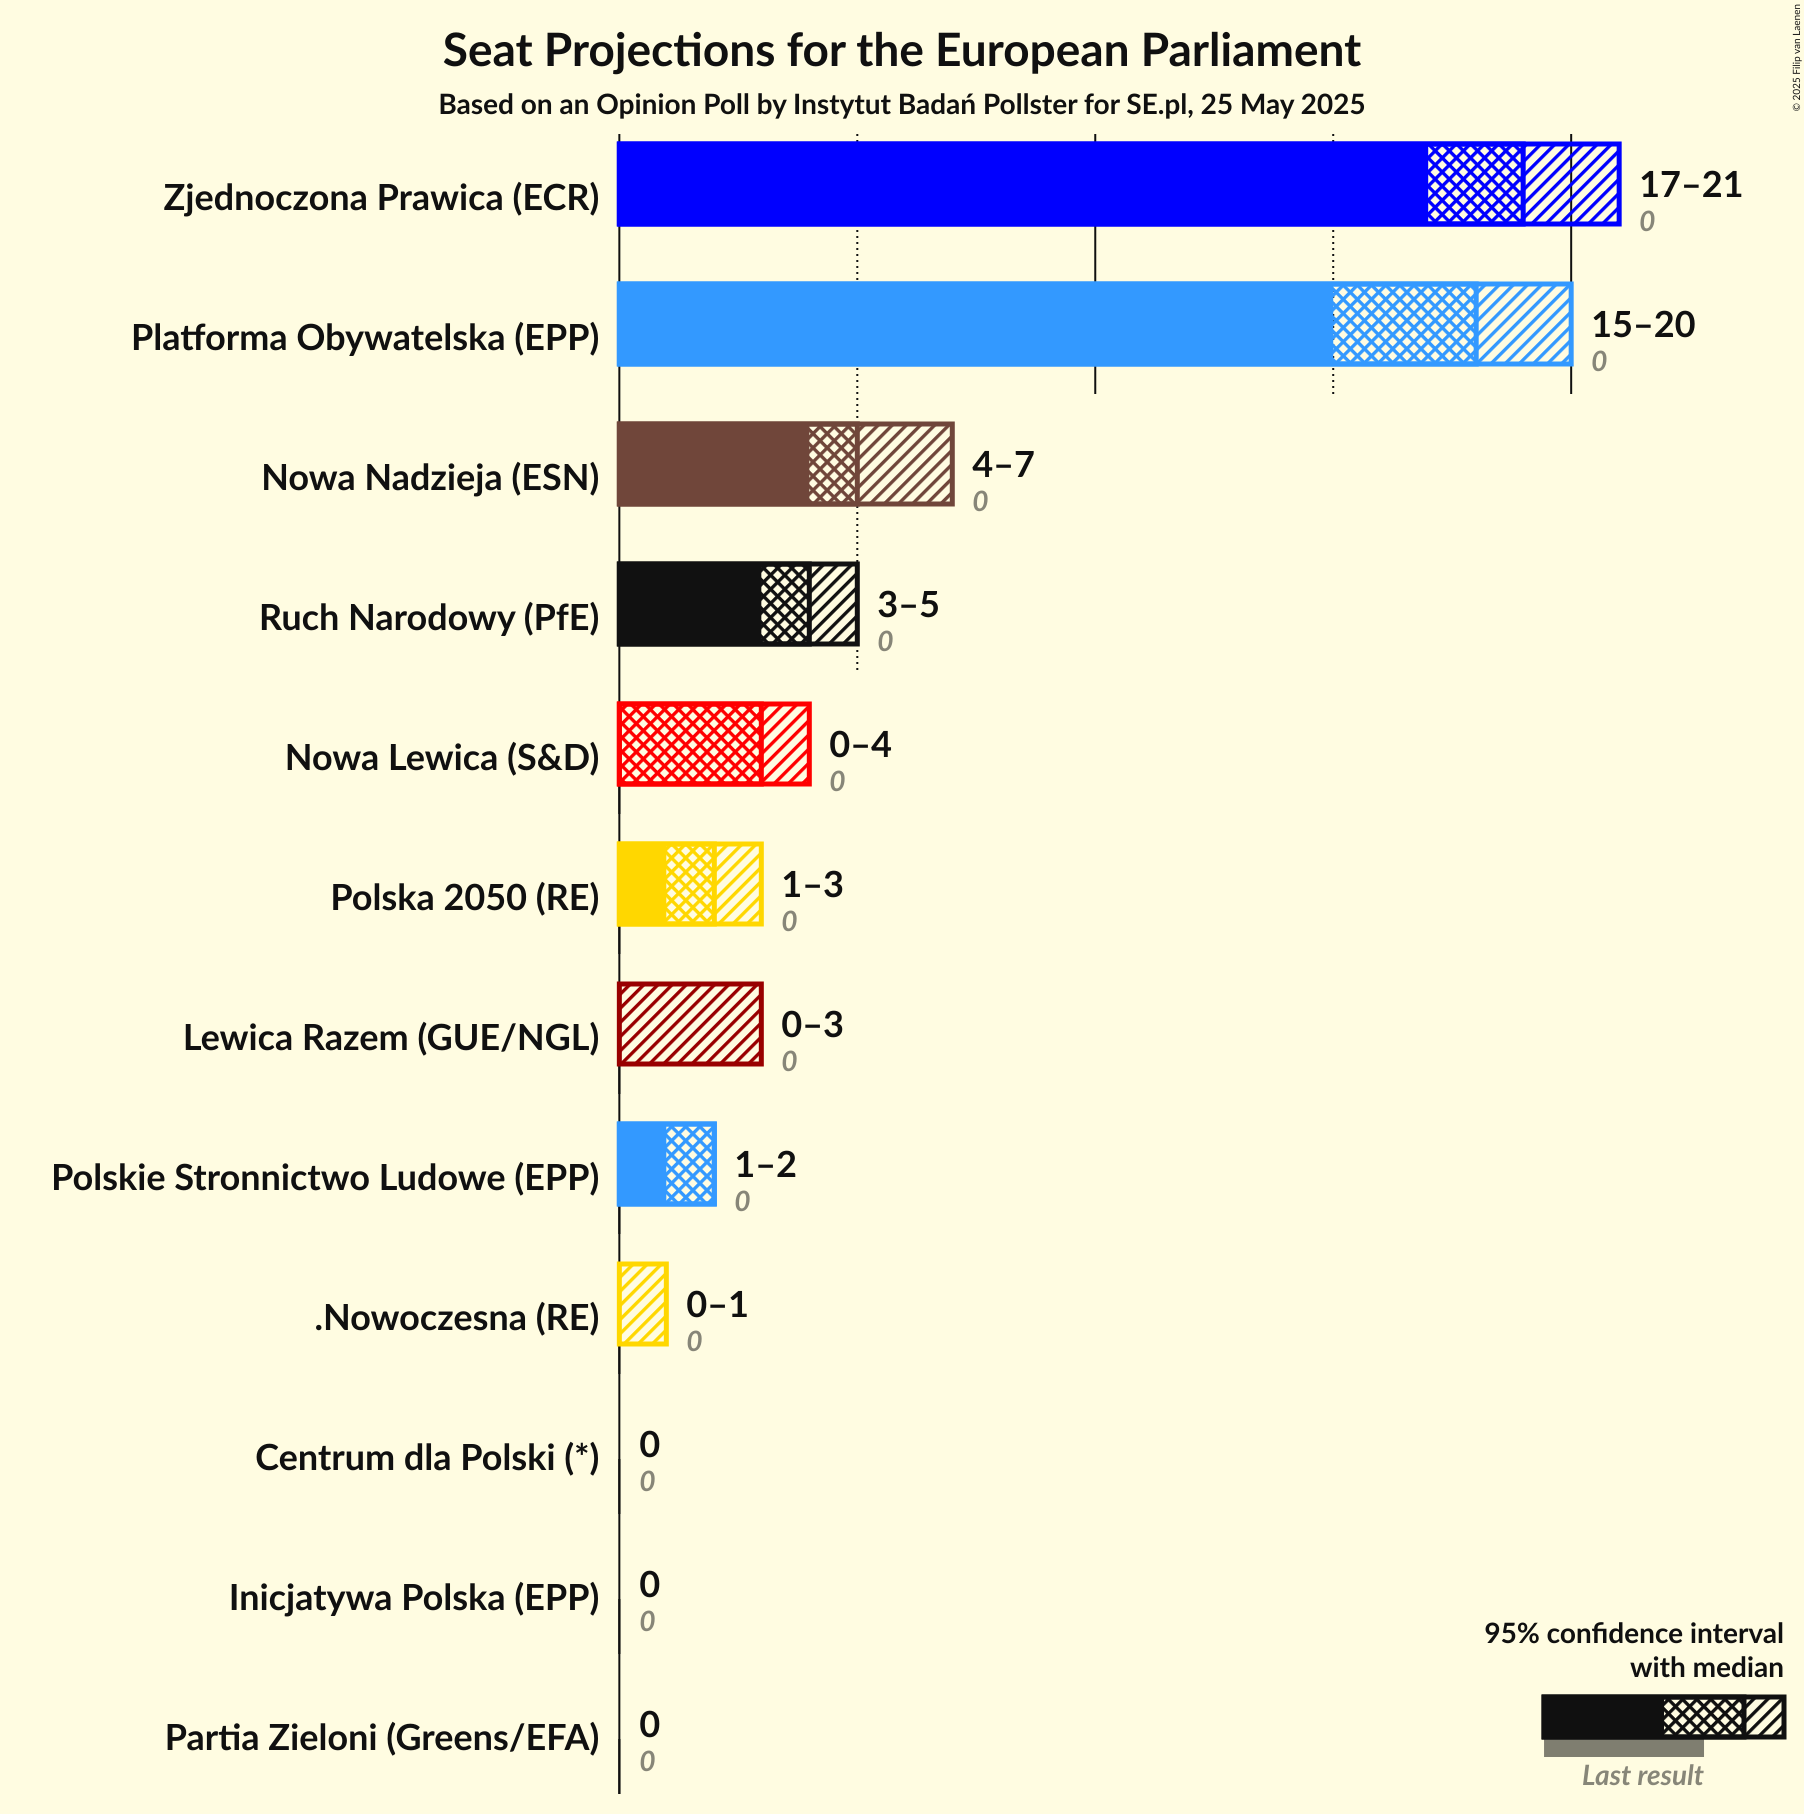 Seat Projections for the European Parliament
Based on an Opinion Poll by Instytut Badań Pollster for SE.pl, 25 May 2025
© 2025 Filip van Laenen
Zjednoczona Prawica (ECR)
17–21
0
Platforma Obywatelska (EPP)
15–20
0
Nowa Nadzieja (ESN)
4–7
0
Ruch Narodowy (PfE)
3–5
0
Nowa Lewica (S&D)
0–4
0
Polska 2050 (RE)
1–3
0
Lewica Razem (GUE/NGL)
0–3
0
Polskie Stronnictwo Ludowe (EPP)
1–2
0
.Nowoczesna (RE)
0–1
0
Centrum dla Polski (*)
0
0
Inicjatywa Polska (EPP)
0
0
Partia Zieloni (Greens/EFA)
0
0
95% confidence interval
with median
Last result